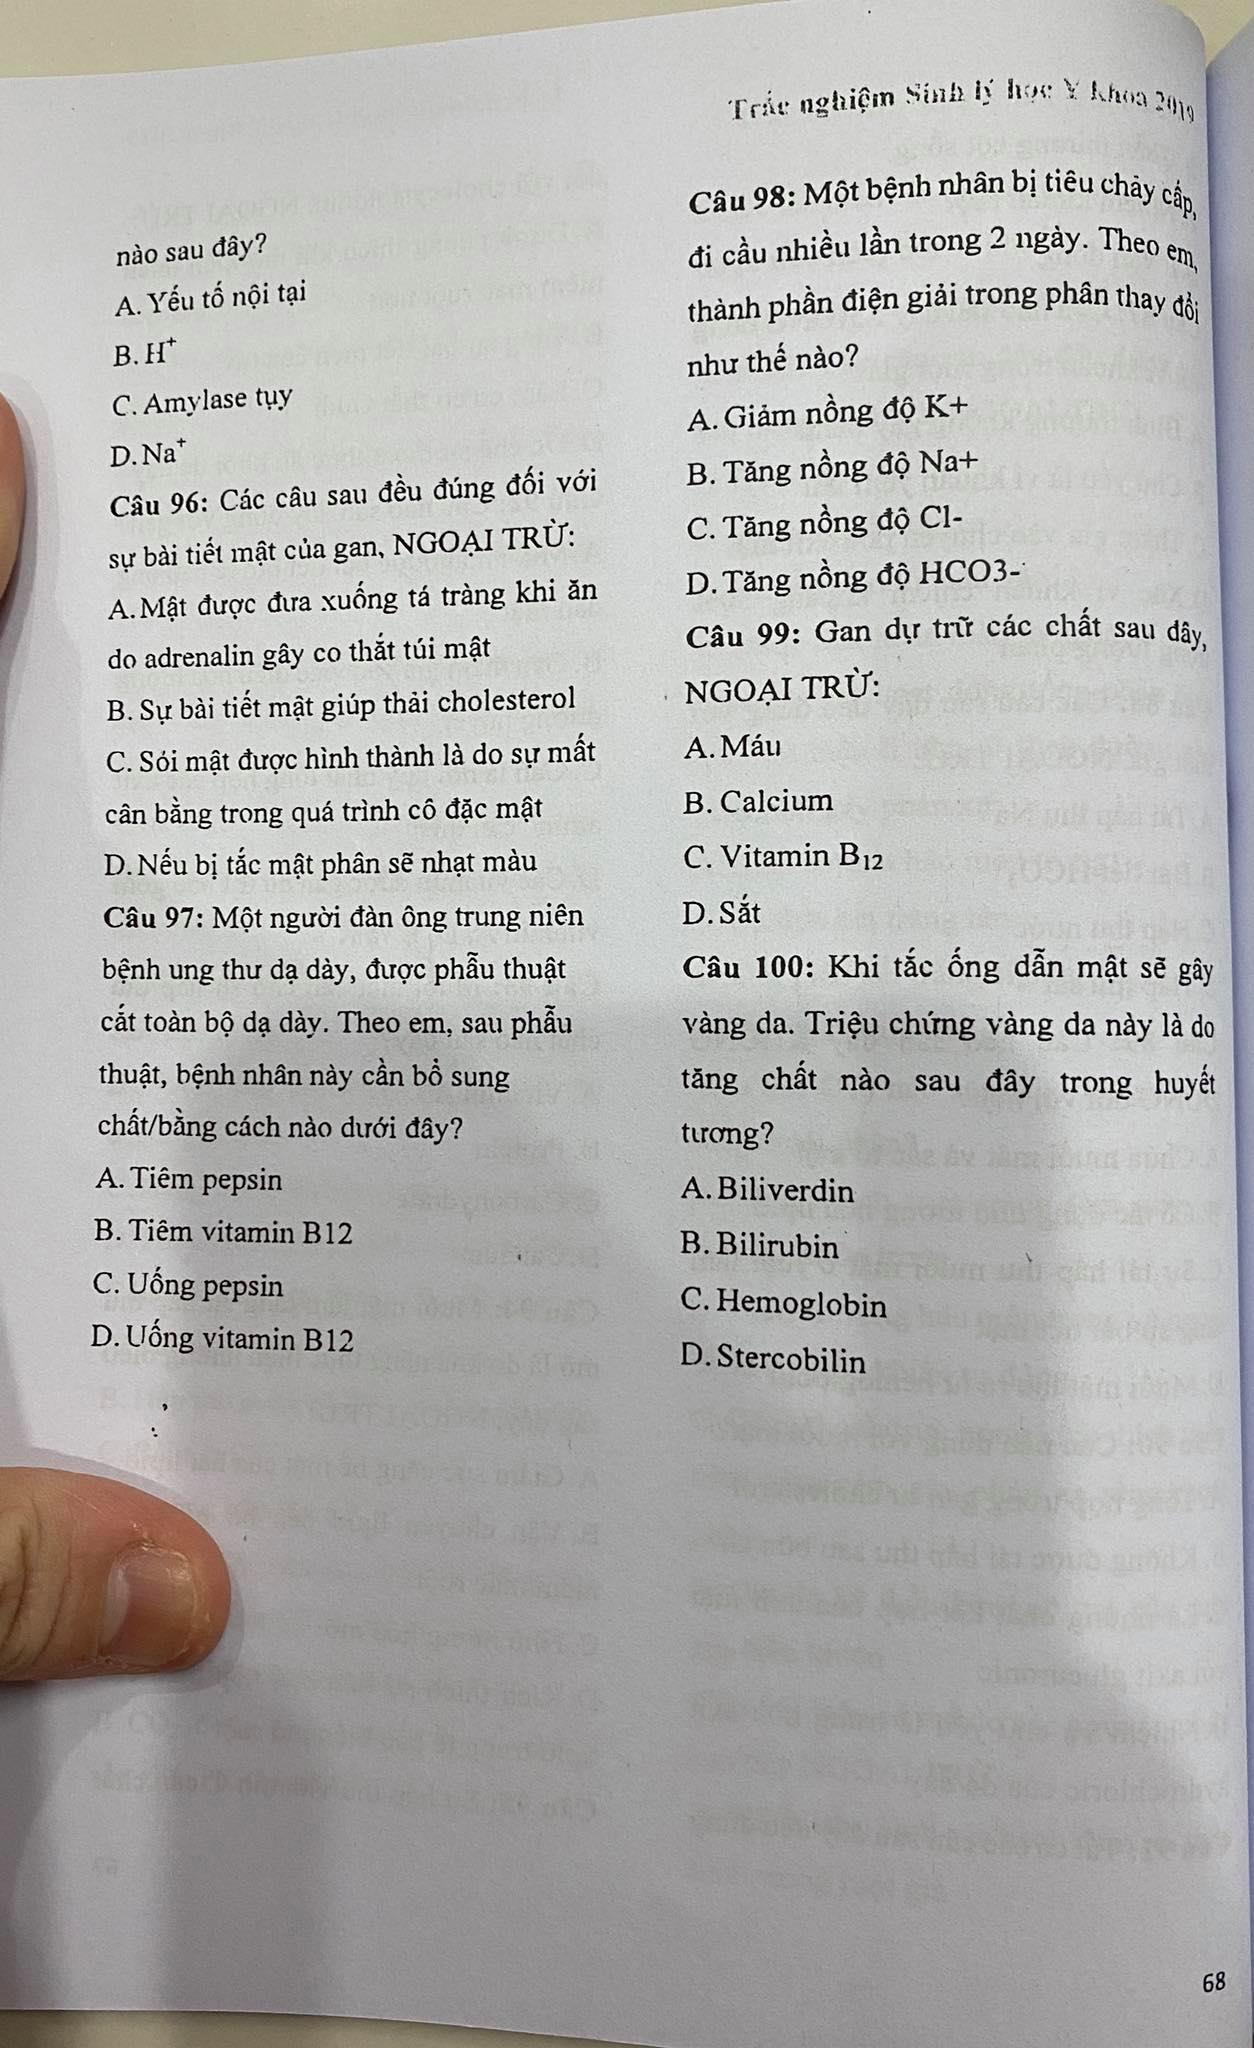 Trắc nghiệm Sinh lý học Y Khoa 2019
nào sau đây?
A. Yếu tố nội tại
B. H⁺
C. Amylase tụy
D. Na⁺
Câu 96: Các câu sau đều đúng đối với
sự bài tiết mật của gan, NGOẠI TRỪ:
A. Mật được đưa xuống tá tràng khi ăn
do adrenalin gây co thắt túi mật
B. Sự bài tiết mật giúp thải cholesterol
C. Sỏi mật được hình thành là do sự mất
cân bằng trong quá trình cô đặc mật
D. Nếu bị tắc mật phân sẽ nhạt màu
Câu 97: Một người đàn ông trung niên
bệnh ung thư dạ dày, được phẫu thuật
cắt toàn bộ dạ dày. Theo em, sau phẫu
thuật, bệnh nhân này cần bổ sung
chất/bằng cách nào dưới đây?
A. Tiêm pepsin
B. Tiêm vitamin B12
C. Uống pepsin
D. Uống vitamin B12
Câu 98: Một bệnh nhân bị tiêu chảy cấp,
đi cầu nhiều lần trong 2 ngày. Theo em,
thành phần điện giải trong phân thay đổi
như thế nào?
A. Giảm nồng độ K+
B. Tăng nồng độ Na+
C. Tăng nồng độ Cl-
D. Tăng nồng độ HCO3-
Câu 99: Gan dự trữ các chất sau đây,
NGOẠI TRỪ:
A. Máu
B. Calcium
C. Vitamin B₁₂
D. Sắt
Câu 100: Khi tắc ống dẫn mật sẽ gây
vàng da. Triệu chứng vàng da này là do
tăng chất nào sau đây trong huyết
tương?
A. Biliverdin
B. Bilirubin
C. Hemoglobin
D. Stercobilin
68